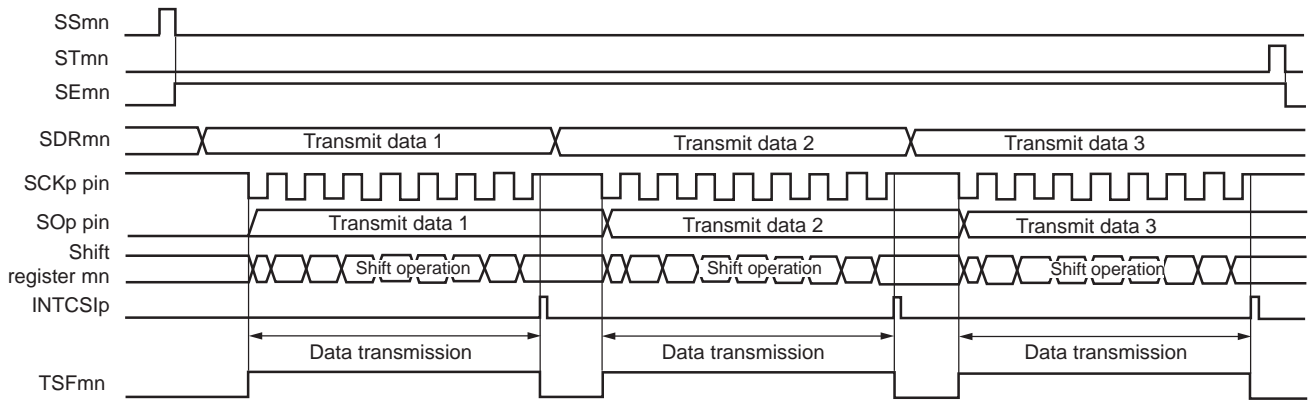 SSmn
STmn
SEmn
SDRmn Transmit data 1 Transmit data 2 Transmit data 3
SCKp pin
SOp pin Transmit data 1 Transmit data 2 Transmit data 3
Shift
register mn Shift operation Shift operation Shift operation
INTCSIp
Data transmission Data transmission Data transmission
TSFmn